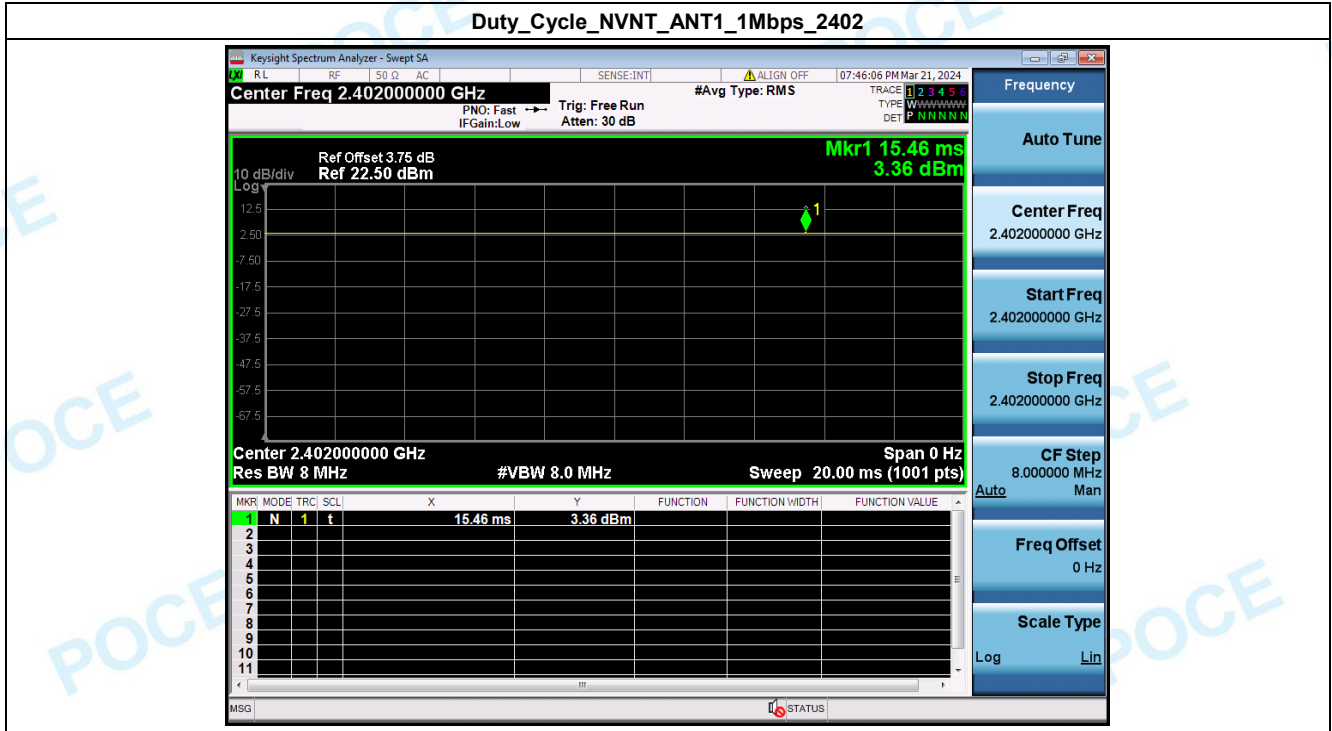 Duty_Cycle_NVNT_ANT1_1Mbps_2402
Keysight Spectrum Analyzer - Swept SA
LXI RL RF 50 Ω AC SENSE:INT ALIGN OFF 07:46:06 PM Mar 21, 2024
Center Freq 2.402000000 GHz
PNO: Fast
IFGain:Low
Trig: Free Run
Atten: 30 dB
#Avg Type: RMS
TRACE 1 2 3 4 5 6
TYPE WWWWWW
DET P N N N N N
Frequency
Auto Tune
Center Freq
2.402000000 GHz
Start Freq
2.402000000 GHz
Stop Freq
2.402000000 GHz
CF Step
8.000000 MHz
Auto Man
Freq Offset
0 Hz
Scale Type
Log Lin
Mkr1 15.46 ms
3.36 dBm
Ref Offset 3.75 dB
10 dB/div Ref 22.50 dBm
Log
1
12.5
2.50
-7.50
-17.5
-27.5
-37.5
-47.5
-57.5
-67.5
Center 2.402000000 GHz Span 0 Hz
Res BW 8 MHz #VBW 8.0 MHz Sweep 20.00 ms (1001 pts)
MKR MODE TRC SCL X Y FUNCTION FUNCTION WIDTH FUNCTION VALUE
1 N 1 t 15.46 ms 3.36 dBm
2
3
4
5
6
7
8
9
10
11
MSG STATUS
POCE
POCE
POCE